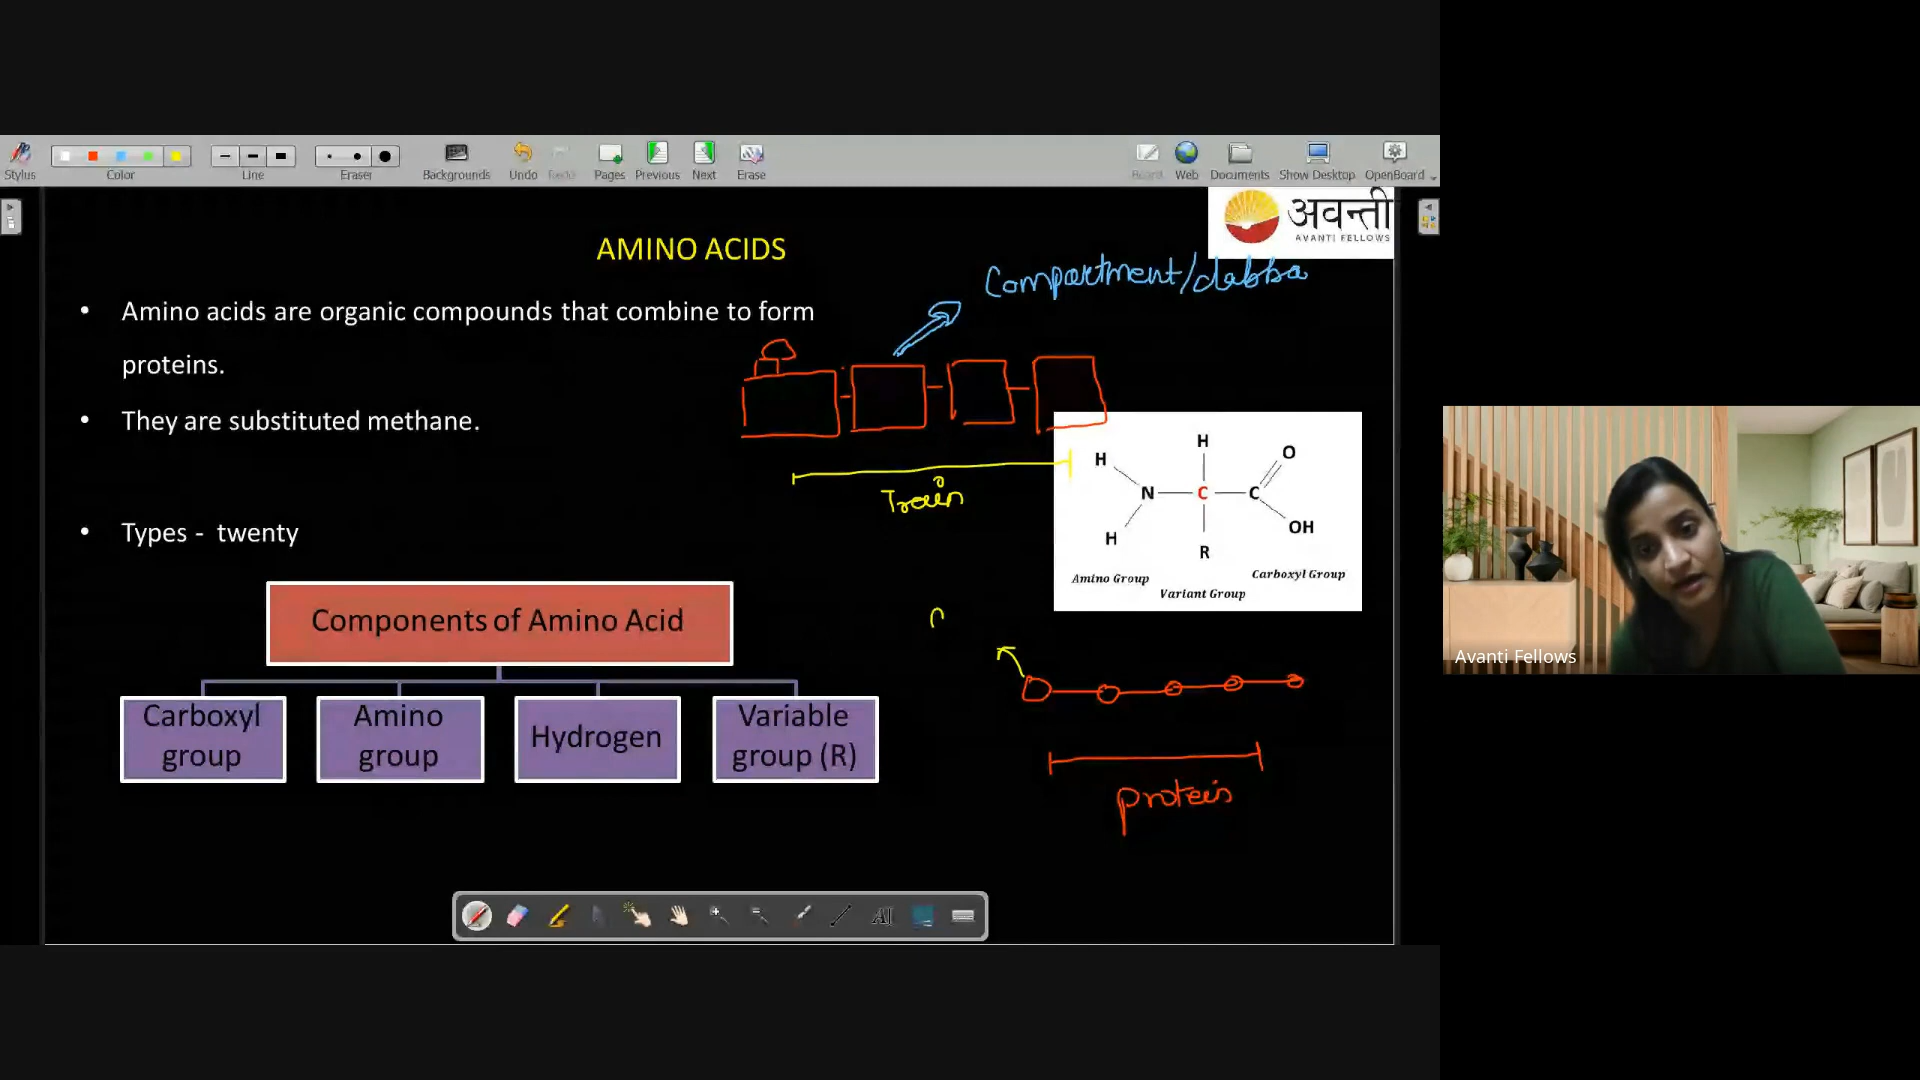 Stylus
Color
Line
Eraser
Backgrounds
Undo
Redo
Pages
Previous
Next
Erase
Board
Web
Documents
Show Desktop
OpenBoard
अवन्ती
AVANTI FELLOWS
AMINO ACIDS
Compartment/dabba
• Amino acids are organic compounds that combine to form
proteins.
• They are substituted methane.
Train
• Types - twenty
H
H
O
N
C
C
H
R
OH
Amino Group
Carboxyl Group
Variant Group
Components of Amino Acid
Carboxyl
group
Amino
group
Hydrogen
Variable
group (R)
protein
AI
Avanti Fellows